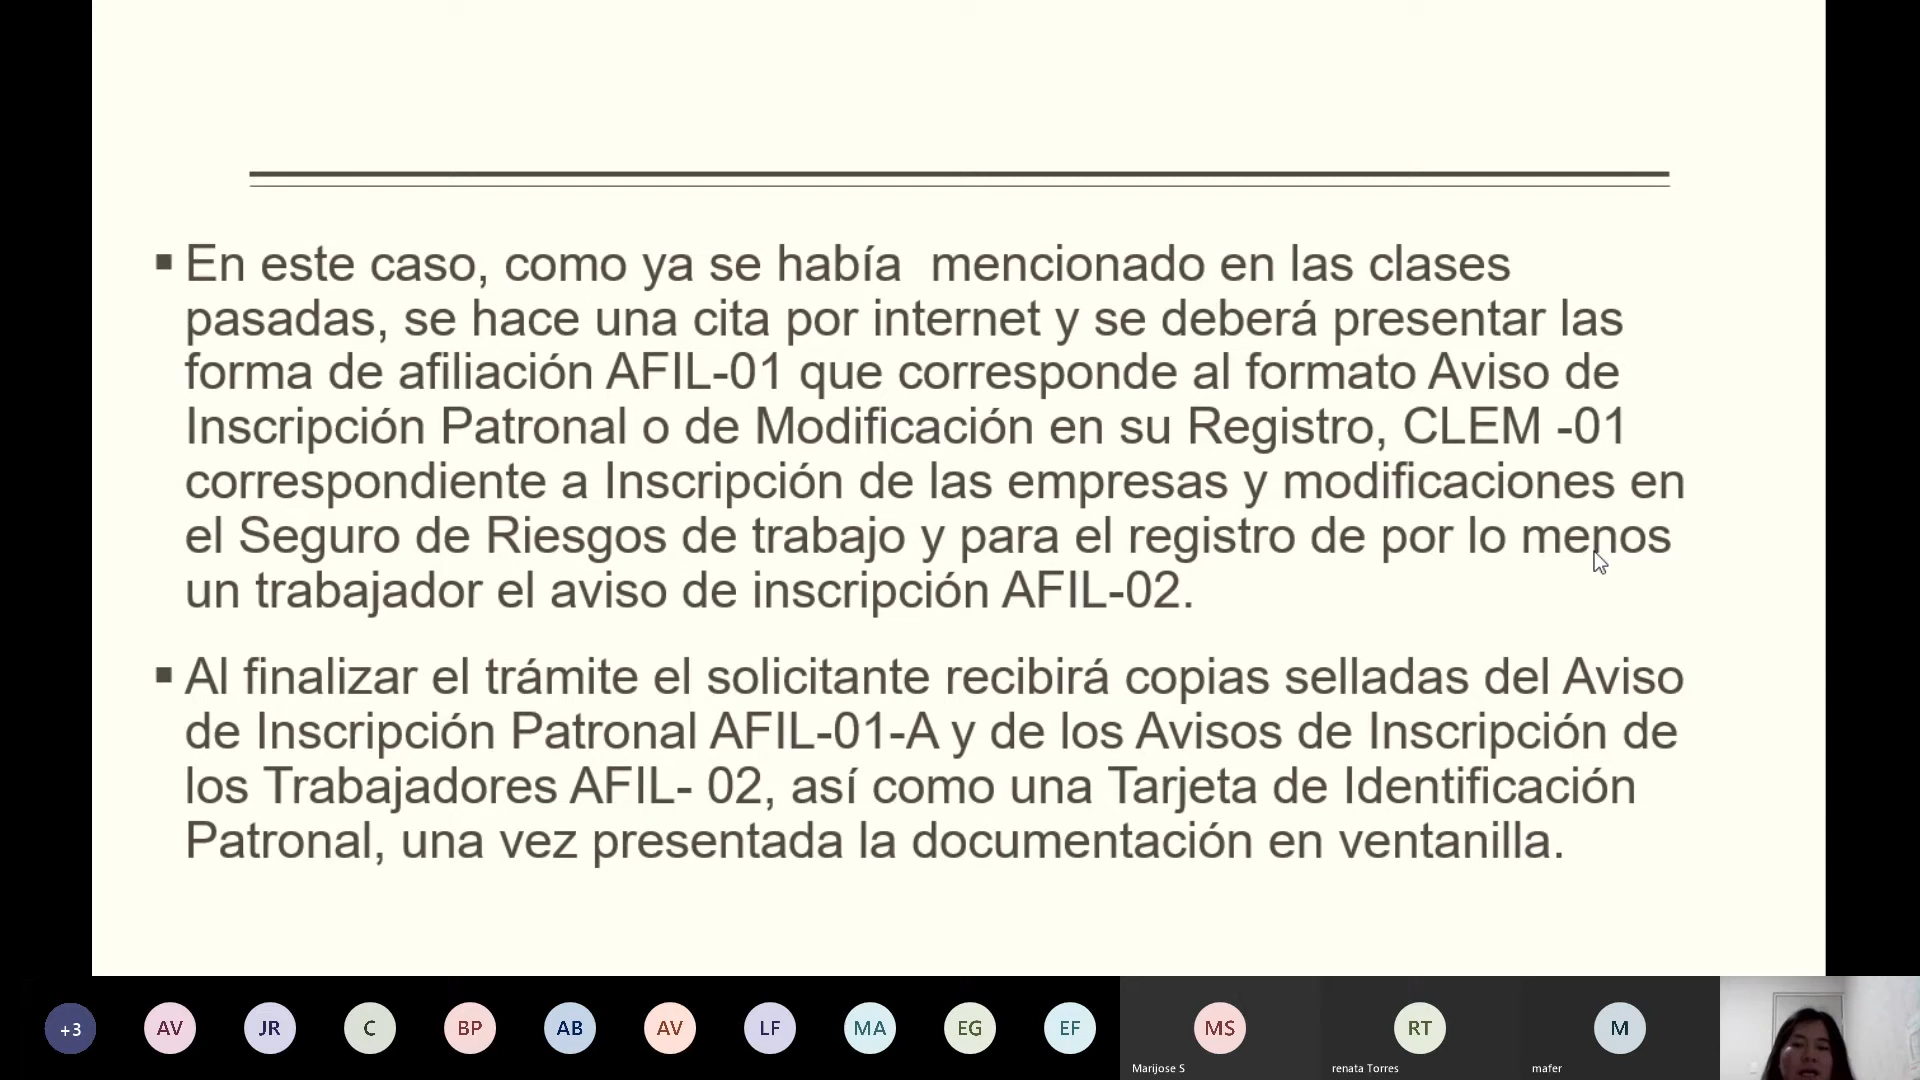 En este caso, como ya se había  mencionado en las clases
pasadas, se hace una cita por internet y se deberá presentar las
forma de afiliación AFIL-01 que corresponde al formato Aviso de
Inscripción Patronal o de Modificación en su Registro, CLEM -01
correspondiente a Inscripción de las empresas y modificaciones en
el Seguro de Riesgos de trabajo y para el registro de por lo menos
un trabajador el aviso de inscripción AFIL-02.
Al finalizar el trámite el solicitante recibirá copias selladas del Aviso
de Inscripción Patronal AFIL-01-A y de los Avisos de Inscripción de
los Trabajadores AFIL- 02, así como una Tarjeta de Identificación
Patronal, una vez presentada la documentación en ventanilla.
+3 AV JR C BP AB AV LF MA EG EF MS RT M
Marijose S renata Torres mafer